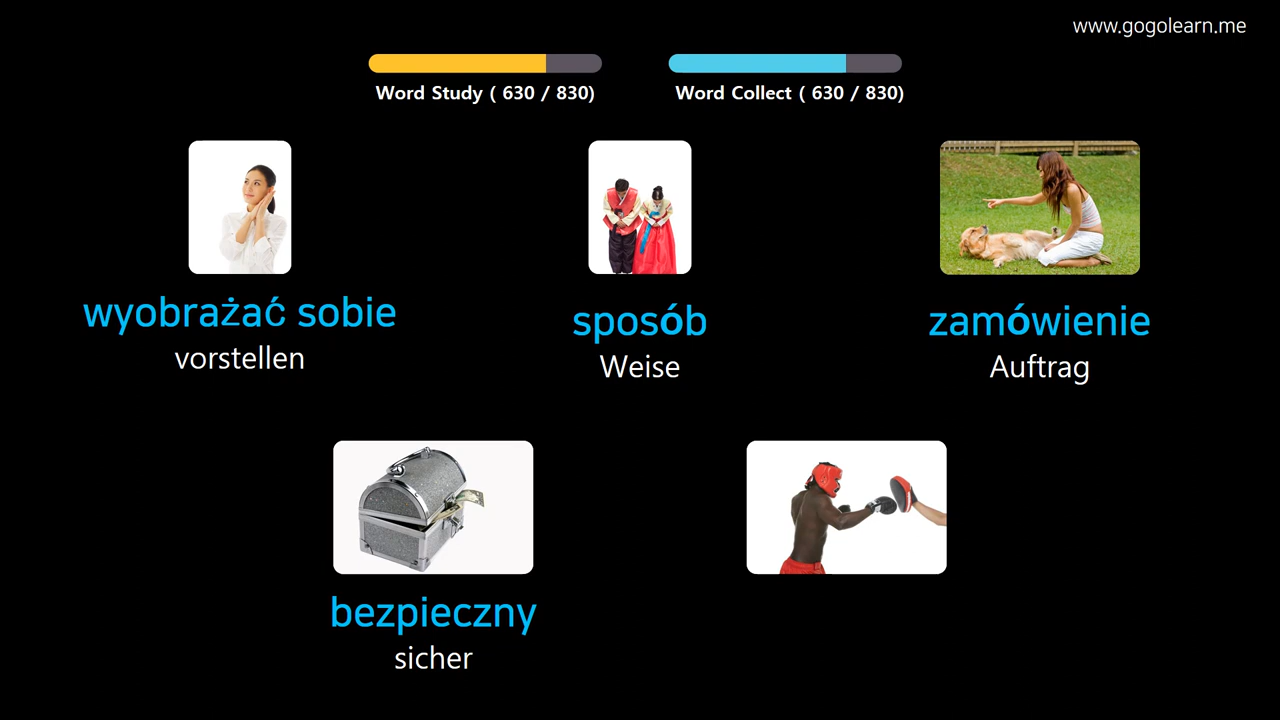 www.gogolearn.me
Word Study ( 630 / 830)
Word Collect ( 630 / 830)
wyobrażać sobie
vorstellen
sposób
Weise
zamówienie
Auftrag
bezpieczny
sicher